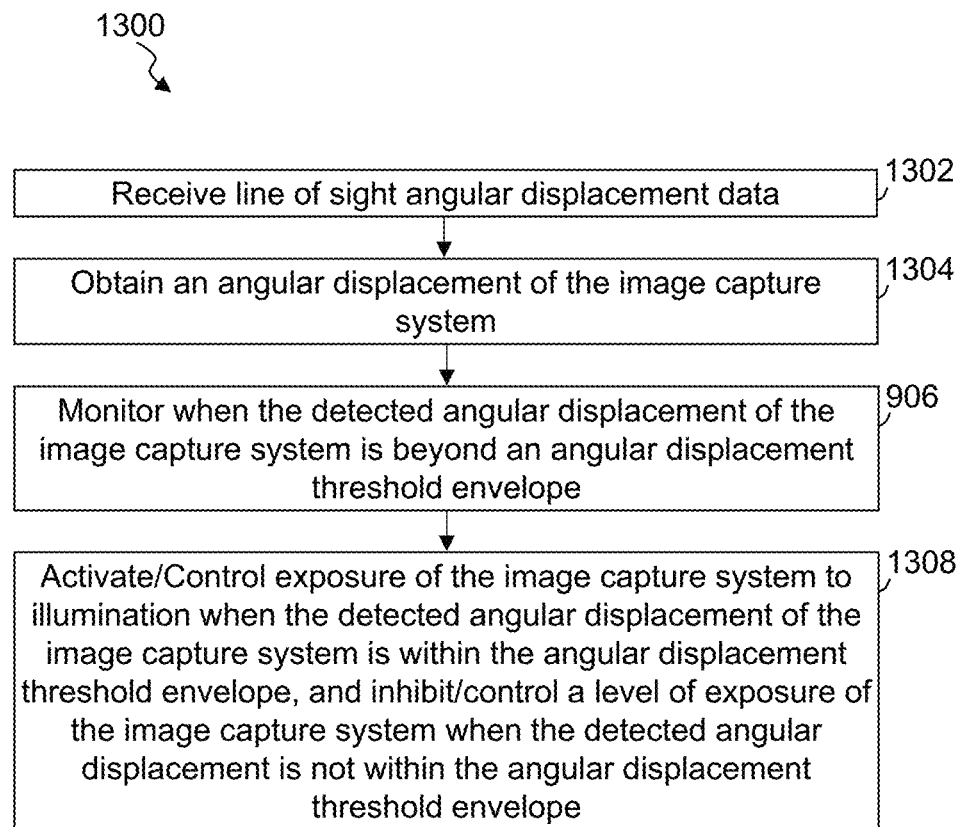 1300
Receive line of sight angular displacement data
1302
Obtain an angular displacement of the image capture
system
1304
Monitor when the detected angular displacement of the
image capture system is beyond an angular displacement
threshold envelope
906
Activate/Control exposure of the image capture system to
illumination when the detected angular displacement of the
image capture system is within the angular displacement
threshold envelope, and inhibit/control a level of exposure of
the image capture system when the detected angular
displacement is not within the angular displacement
threshold envelope
1308